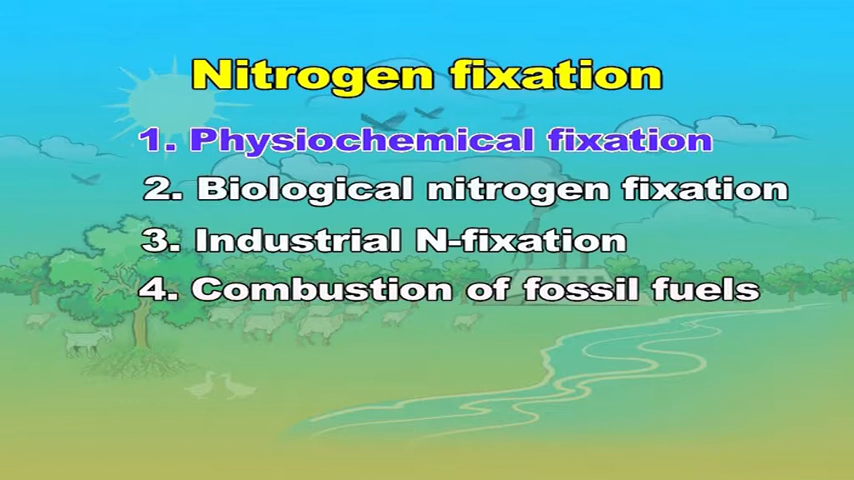 Nitrogen fixation
1. Physiochemical fixation
2. Biological nitrogen fixation
3. Industrial N-fixation
4. Combustion of fossil fuels